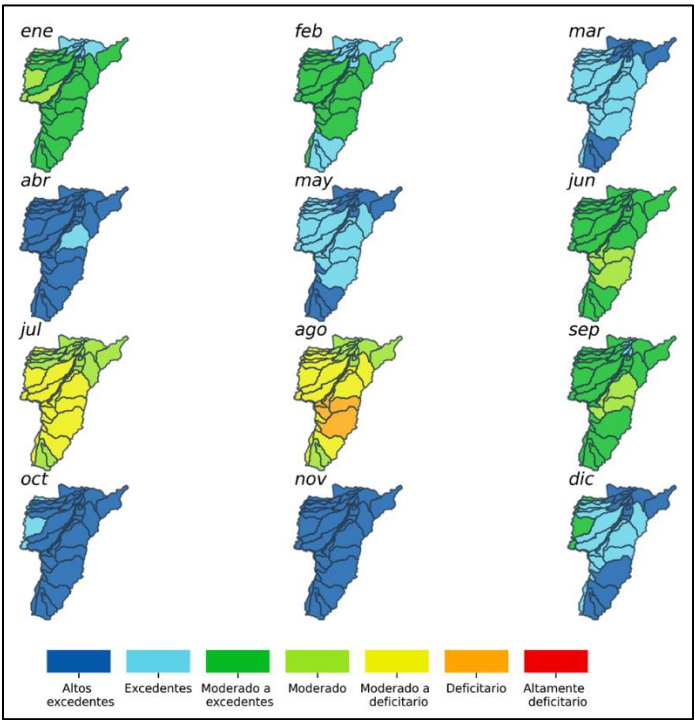 ene
feb
mar
abr
may
jun
jul
ago
sep
oct
nov
dic
Altos
excedentes
Excedentes
Moderado a
excedentes
Moderado
Moderado a
deficitario
Deficitario
Altamente
deficitario